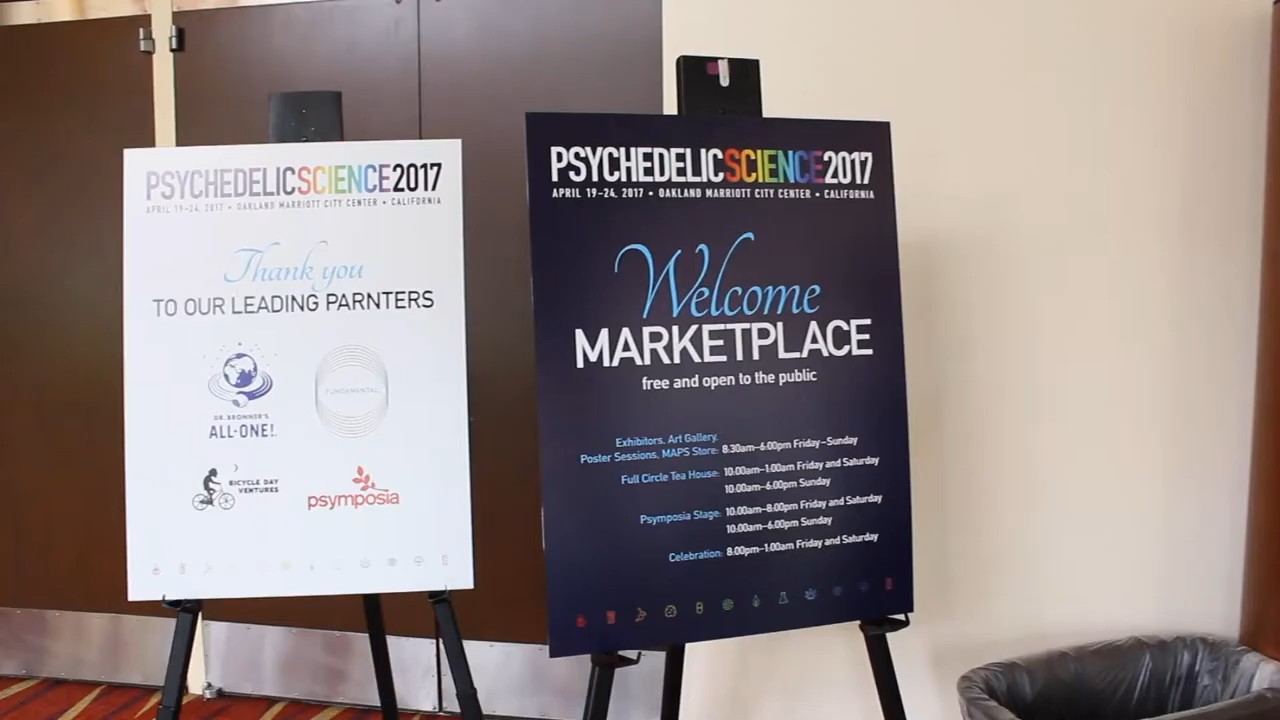 PSYCHEDELICSCIENCE2017
APRIL 19–24, 2017 • OAKLAND MARRIOTT CITY CENTER • CALIFORNIA
Thank you
TO OUR LEADING PARNTERS
DR. BRONNER'S
ALL-ONE!
FUNDAMENTAL
BICYCLE DAY
VENTURES
psymposia
PSYCHEDELICSCIENCE2017
APRIL 19–24, 2017 • OAKLAND MARRIOTT CITY CENTER • CALIFORNIA
Welcome
MARKETPLACE
free and open to the public
Exhibitors, Art Gallery,
Poster Sessions, MAPS Store: 8:30am–6:00pm Friday–Sunday
Full Circle Tea House: 10:00am–1:00am Friday and Saturday
10:00am–6:00pm Sunday
Psymposia Stage: 10:00am–8:00pm Friday and Saturday
10:00am–6:00pm Sunday
Celebration: 8:00pm–1:00am Friday and Saturday